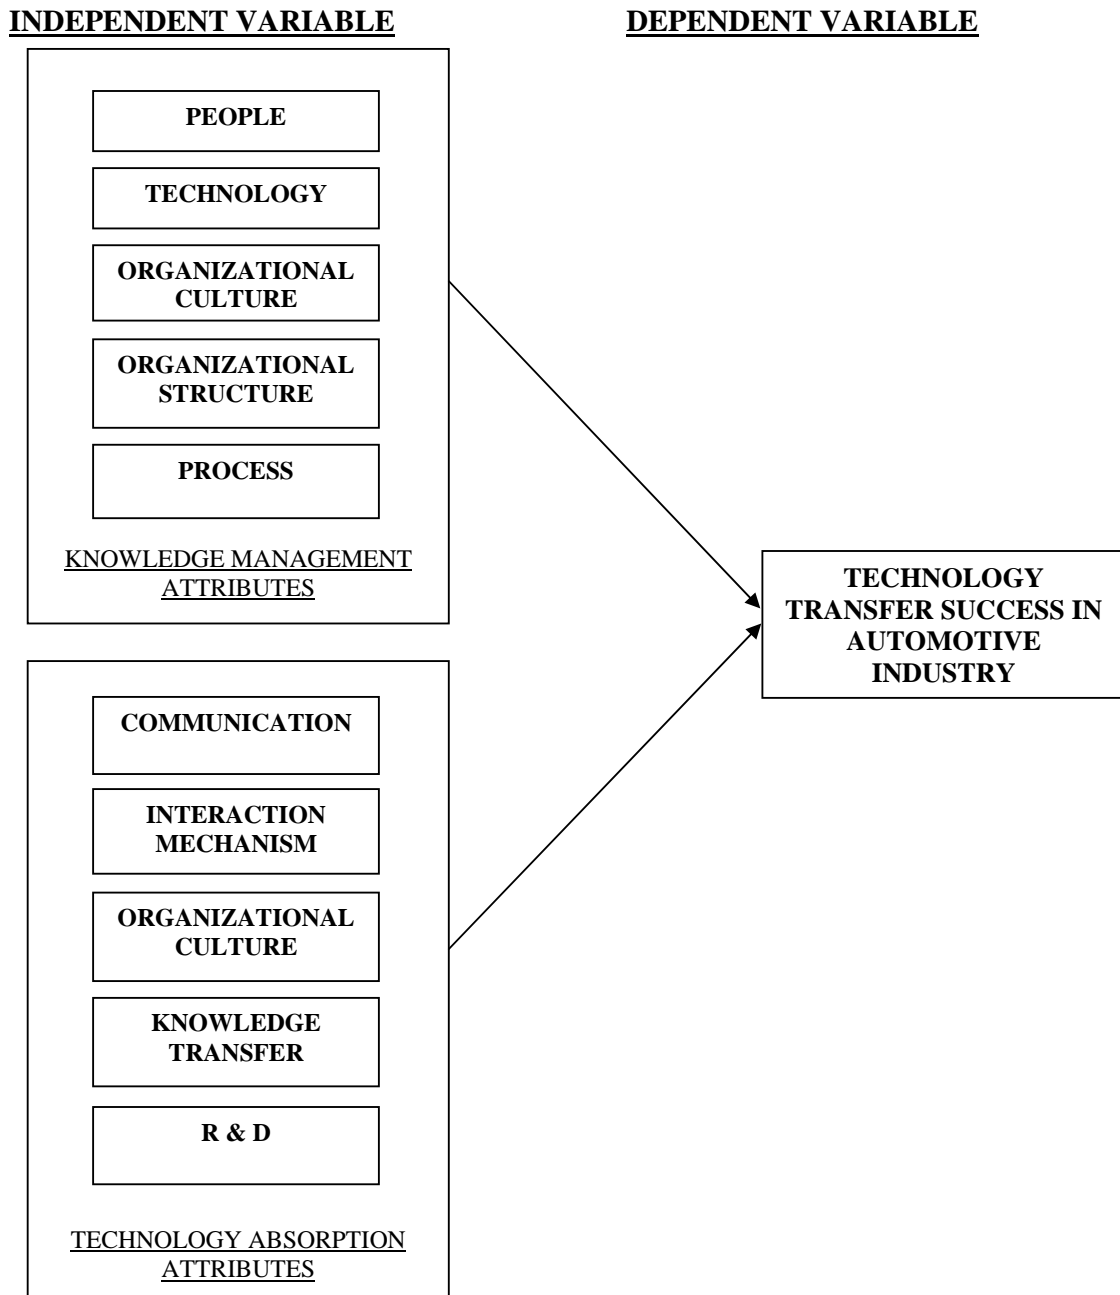 INDEPENDENT VARIABLE
DEPENDENT VARIABLE
PEOPLE
TECHNOLOGY
ORGANIZATIONAL
CULTURE
ORGANIZATIONAL
STRUCTURE
PROCESS
KNOWLEDGE MANAGEMENT
ATTRIBUTES
TECHNOLOGY
TRANSFER SUCCESS IN
AUTOMOTIVE
INDUSTRY
COMMUNICATION
INTERACTION
MECHANISM
ORGANIZATIONAL
CULTURE
KNOWLEDGE
TRANSFER
R & D
TECHNOLOGY ABSORPTION
ATTRIBUTES